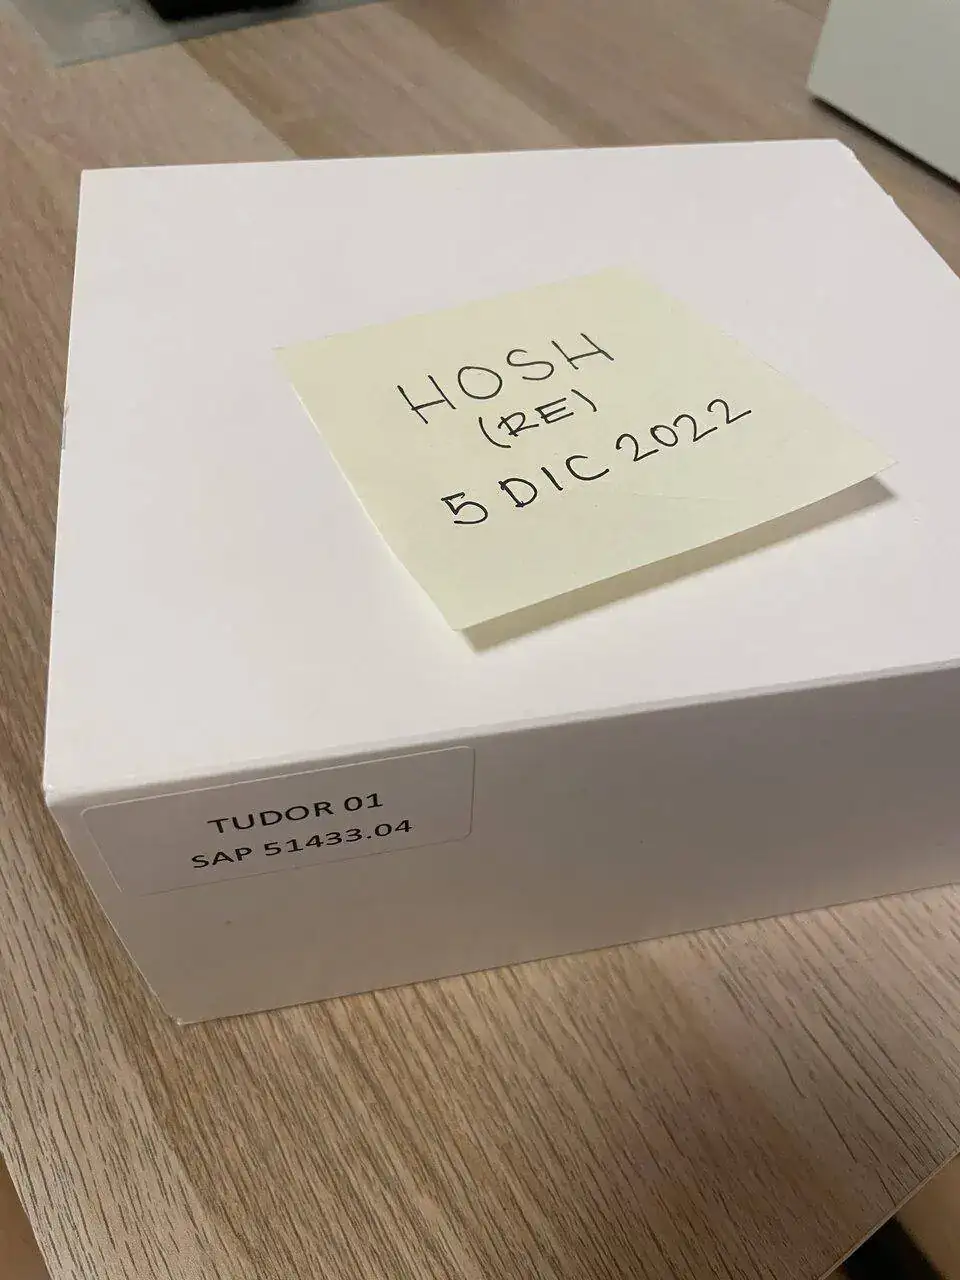 HOSH
(RE)
5 DIC 2022
TUDOR 01
SAP 51433.04